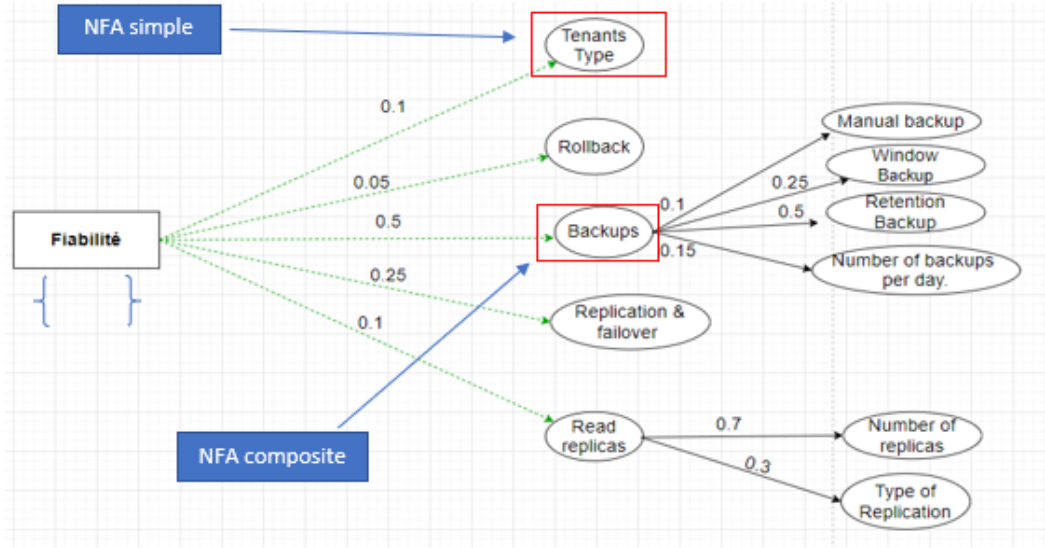 NFA simple
Tenants
Type
0.1
Manual backup
Rollback
Window
Backup
0.05
0.25
0.1
Retention
Backup
0.5
0.5
Fiabilité
Backups
0.15
Number of backups
per day.
0.25
{ }
Replication &
failover
0.1
Read
replicas
0.7
Number of
replicas
NFA composite
0.3
Type of
Replication